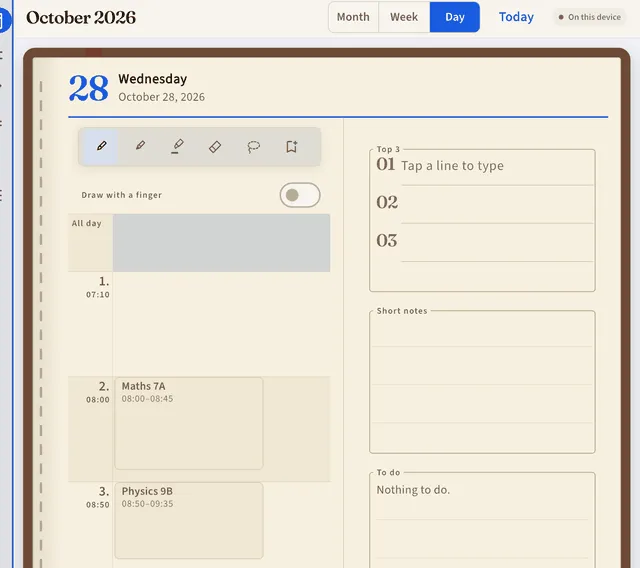 October 2026
Month
Week
Day
Today
On this device
28
Wednesday
October 28, 2026
Draw with a finger
All day
1.
07:10
2.
08:00
Maths 7A
08:00–08:45
3.
08:50
Physics 9B
08:50–09:35
Top 3
01 Tap a line to type
02
03
Short notes
To do
Nothing to do.